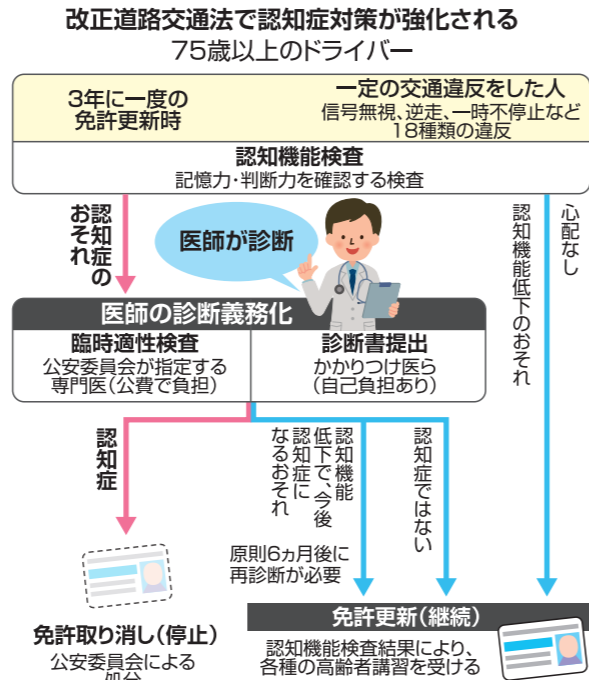 改正道路交通法で認知症対策が強化される
75歳以上のドライバー
3年に一度の
免許更新時
一定の交通違反をした人
信号無視、逆走、一時不停止など
18種類の違反
認知機能検査
記憶力・判断力を確認する検査
認知症の
おそれ
医師が診断
心配なし
認知機能低下のおそれ
医師の診断義務化
臨時適性検査
公安委員会が指定する
専門医(公費で負担)
診断書提出
かかりつけ医ら
(自己負担あり)
認知症
認知機能
低下で、今後
認知症に
なるおそれ
認知症ではない
原則6ヵ月後に
再診断が必要
免許取り消し(停止)
公安委員会による
処分
免許更新(継続)
認知機能検査結果により、
各種の高齢者講習を受ける